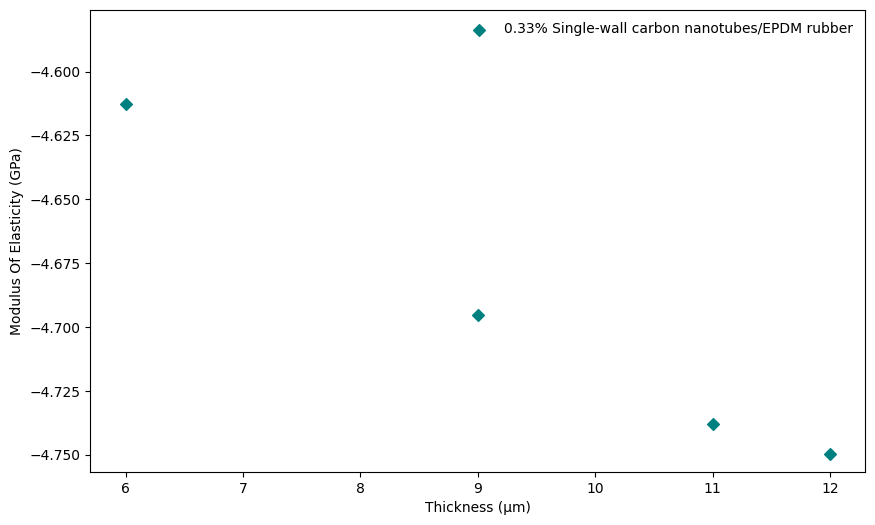 0.33% Single-wall carbon nanotubes/EPDM rubber
−4.600
−4.625
−4.650
−4.675
−4.700
−4.725
−4.750
Modulus Of Elasticity (GPa)
6 7 8 9 10 11 12
Thickness (μm)